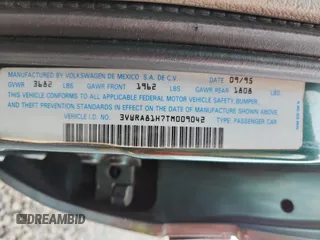 MANUFACTURED BY VOLKSWAGEN DE MEXICO S.A. DE C.V. DATE: 09/95
GVWR 3682 LBS GAWR FRONT 1962 LBS GAWR REAR 1808 LBS
THIS VEHICLE CONFORMS TO ALL APPLICABLE FEDERAL MOTOR VEHICLE SAFETY, BUMPER,
AND THEFT PREVENTION STANDARDS IN EFFECT ON THE DATE OF MANUFACTURE SHOWN ABOVE.
VEHICLE IDENT. NO.: 3VWRA81H7TM009042 TYPE: PASSENGER CAR
DREAMBID